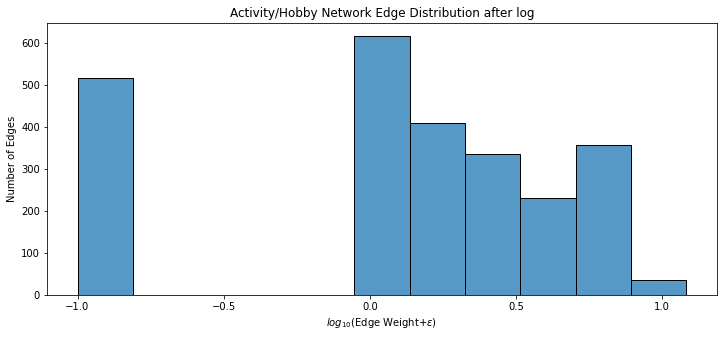 Activity/Hobby Network Edge Distribution after log
Number of Edges
600
500
400
300
200
100
0
−1.0 −0.5 0.0 0.5 1.0
log₁₀(Edge Weight+ε)